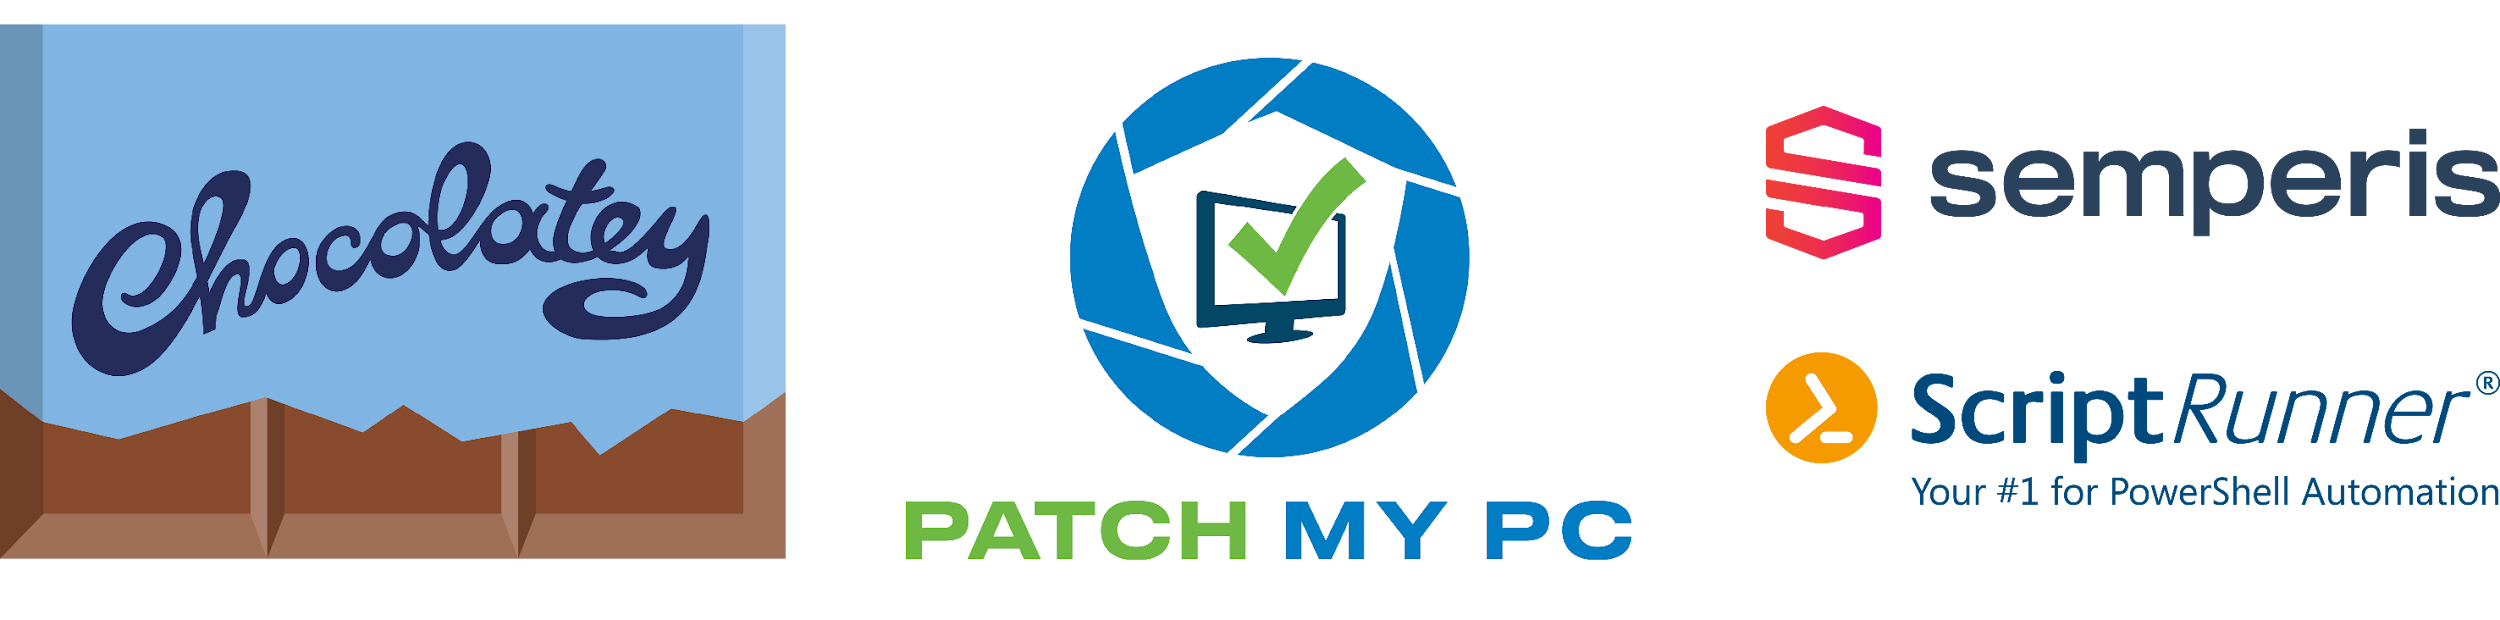 Chocolatey
PATCH MY PC
semperis
ScriptRunner®
Your #1 for PowerShell Automation